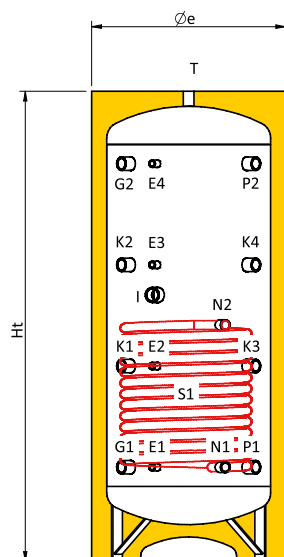 Øe
T
G2 E4 P2
K2 E3 K4
I
N2
K1 E2 K3
S1
G1 E1 N1 P1
Ht